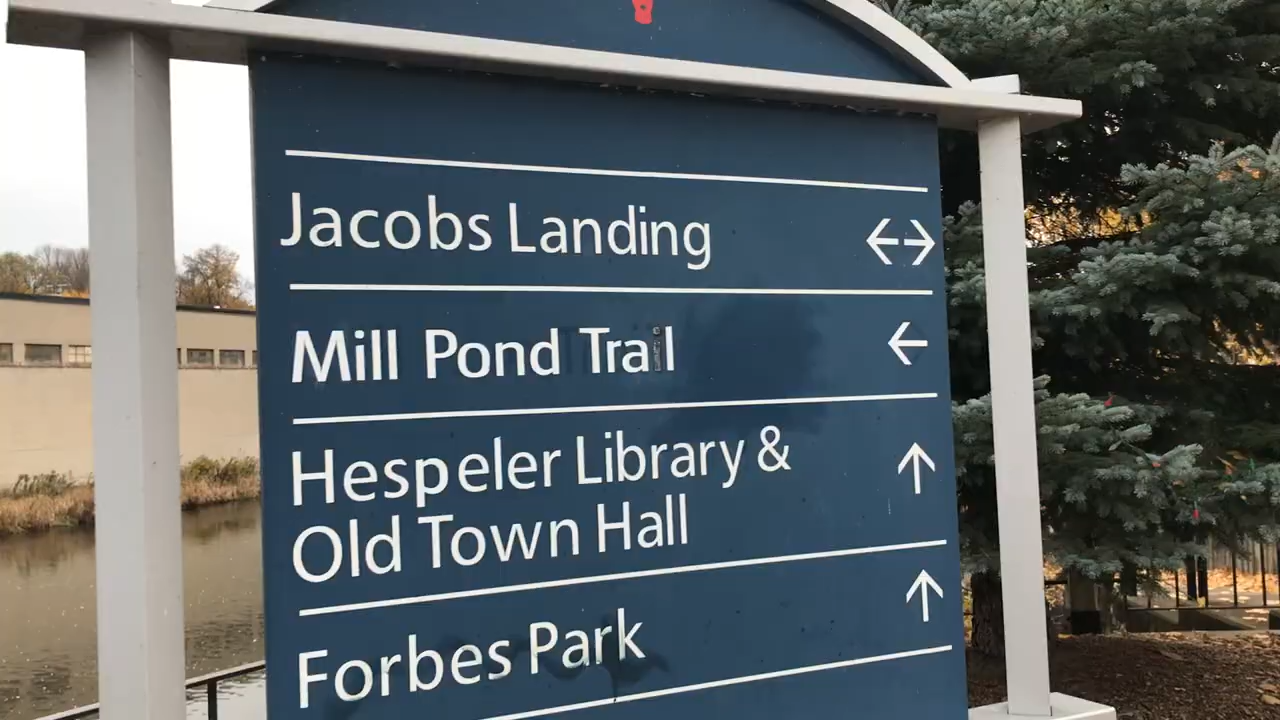 Jacobs Landing
Mill Pond Trail
Hespeler Library &
Old Town Hall
Forbes Park